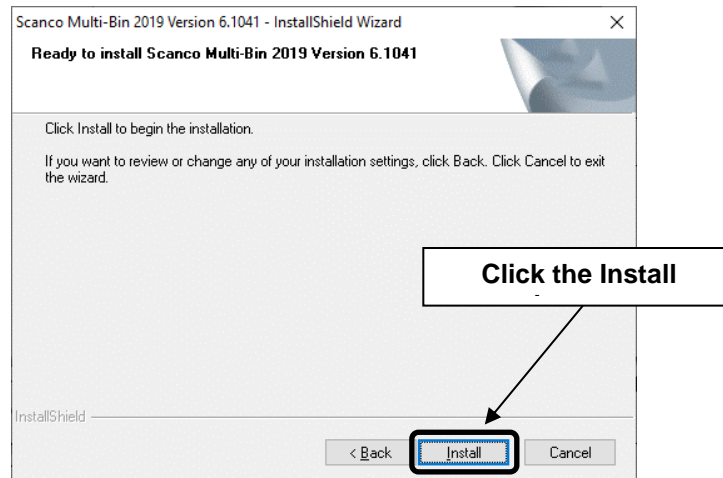 Scanco Multi-Bin 2019 Version 6.1041 - InstallShield Wizard
Ready to install Scanco Multi-Bin 2019 Version 6.1041
Click Install to begin the installation.
If you want to review or change any of your installation settings, click Back. Click Cancel to exit
the wizard.
Click the Install
InstallShield
< Back
Install
Cancel